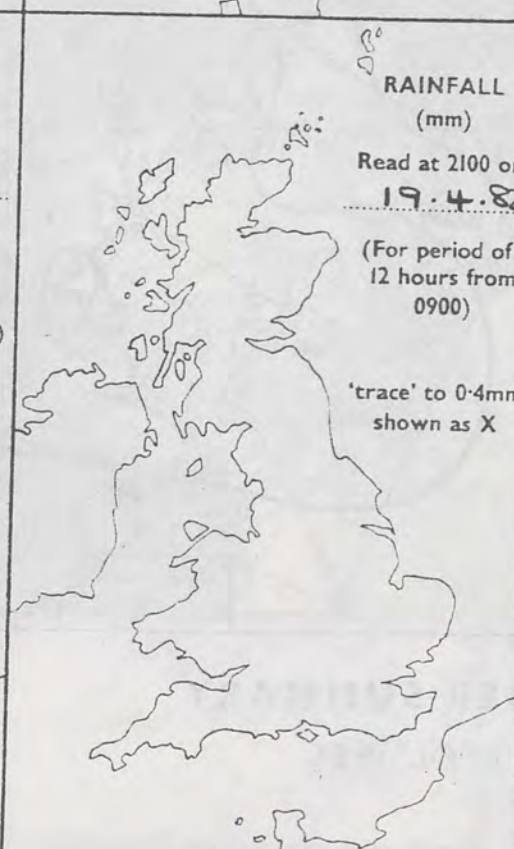 RAINFALL
(mm)
Read at 2100 on
19.4.82
(For period of
12 hours from
0900)
'trace' to 0·4mm
shown as X